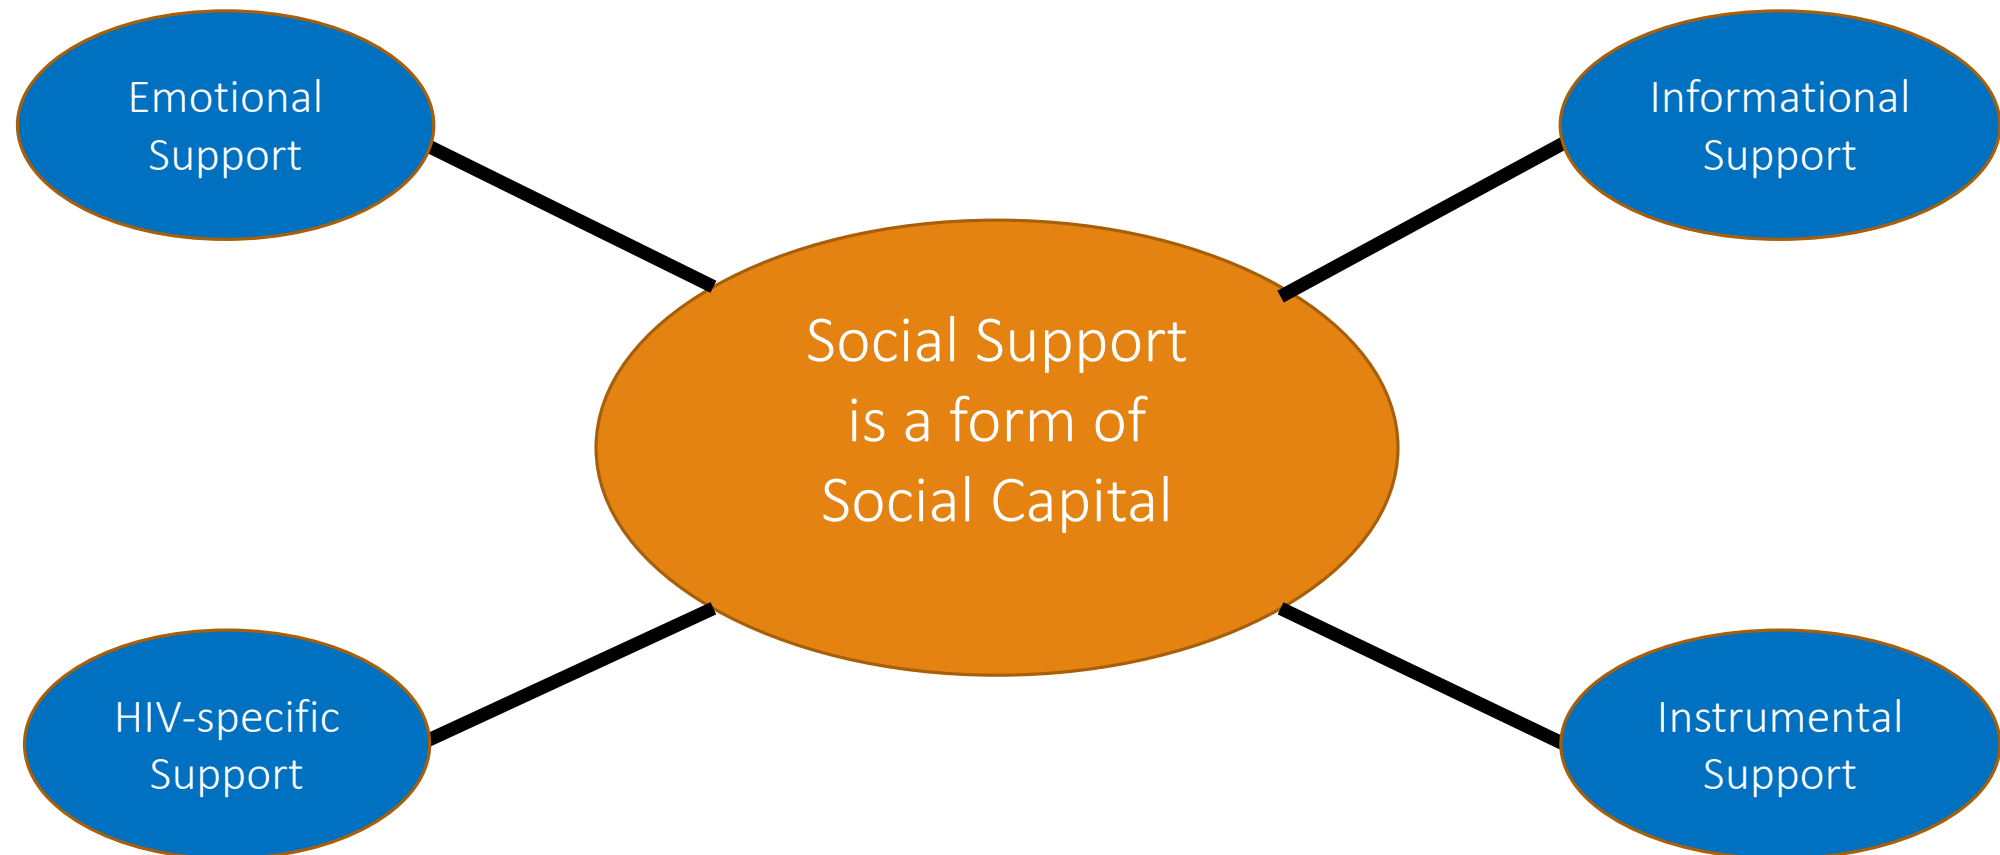 Emotional
Support
Informational
Support
Social Support
is a form of
Social Capital
HIV-specific
Support
Instrumental
Support